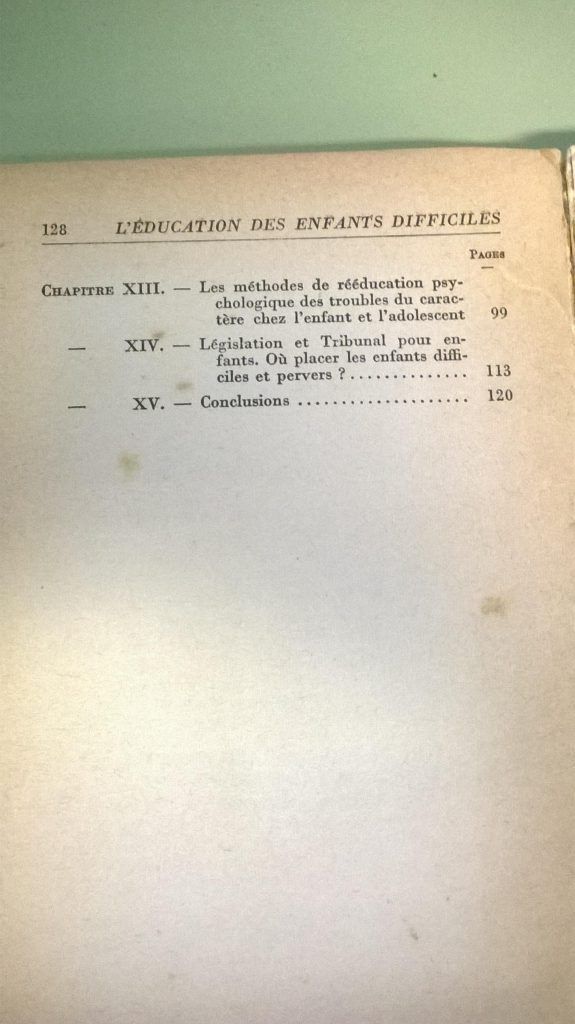 128 L'ÉDUCATION DES ENFANTS DIFFICILES
PAGES
—
CHAPITRE XIII. — Les méthodes de rééducation psy-
chologique des troubles du carac-
tère chez l'enfant et l'adolescent 99
— XIV. — Législation et Tribunal pour en-
fants. Où placer les enfants diffi-
ciles et pervers ?.............. 113
— XV. — Conclusions .................... 120